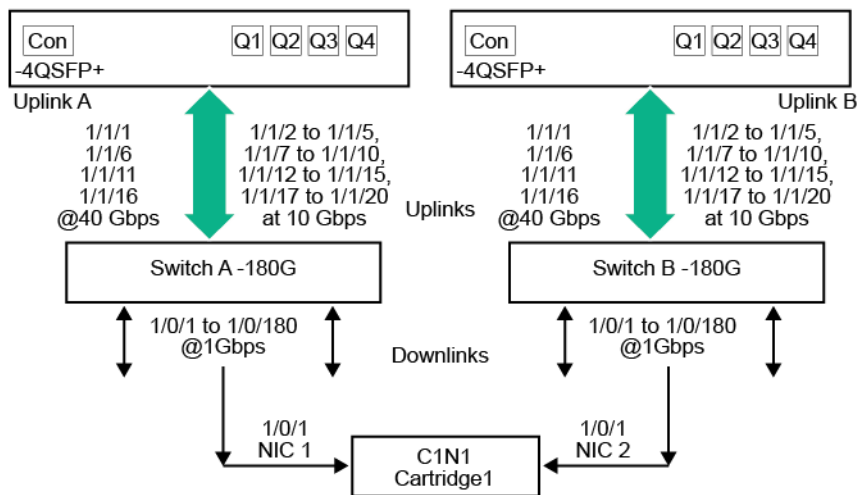 Con
Q1 Q2 Q3 Q4
-4QSFP+
Uplink A
1/1/1
1/1/6
1/1/11
1/1/16
@40 Gbps
1/1/2 to 1/1/5,
1/1/7 to 1/1/10,
1/1/12 to 1/1/15,
1/1/17 to 1/1/20
at 10 Gbps
Uplinks
Con
Q1 Q2 Q3 Q4
-4QSFP+
Uplink B
1/1/1
1/1/6
1/1/11
1/1/16
@40 Gbps
1/1/2 to 1/1/5,
1/1/7 to 1/1/10,
1/1/12 to 1/1/15,
1/1/17 to 1/1/20
at 10 Gbps
Switch A -180G
Switch B -180G
1/0/1 to 1/0/180
@1Gbps
Downlinks
1/0/1 to 1/0/180
@1Gbps
1/0/1
NIC 1
C1N1
Cartridge1
1/0/1
NIC 2